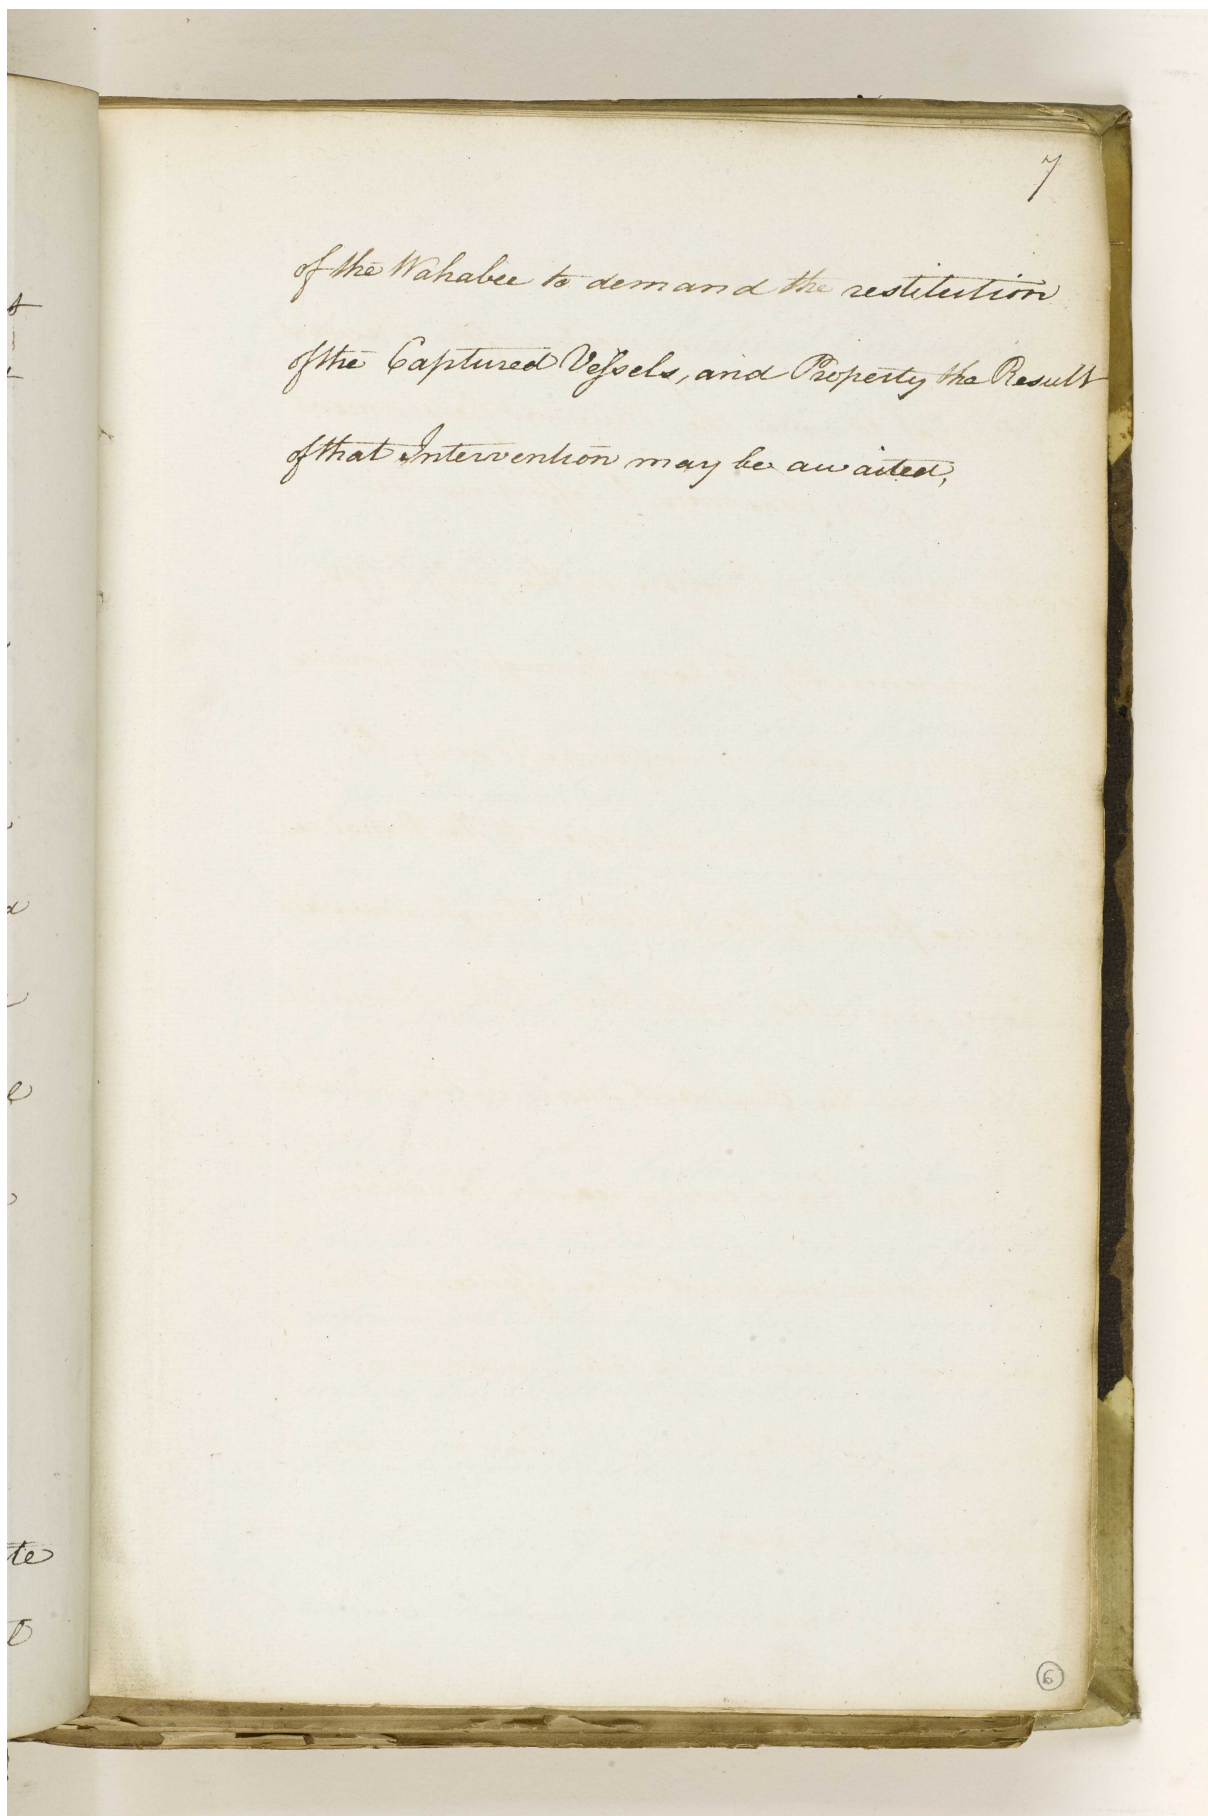 7
of the Wahabee to demand the restitution
of the Captured Veſsels, and Property the Result
of that Intervention may be awaited,
6